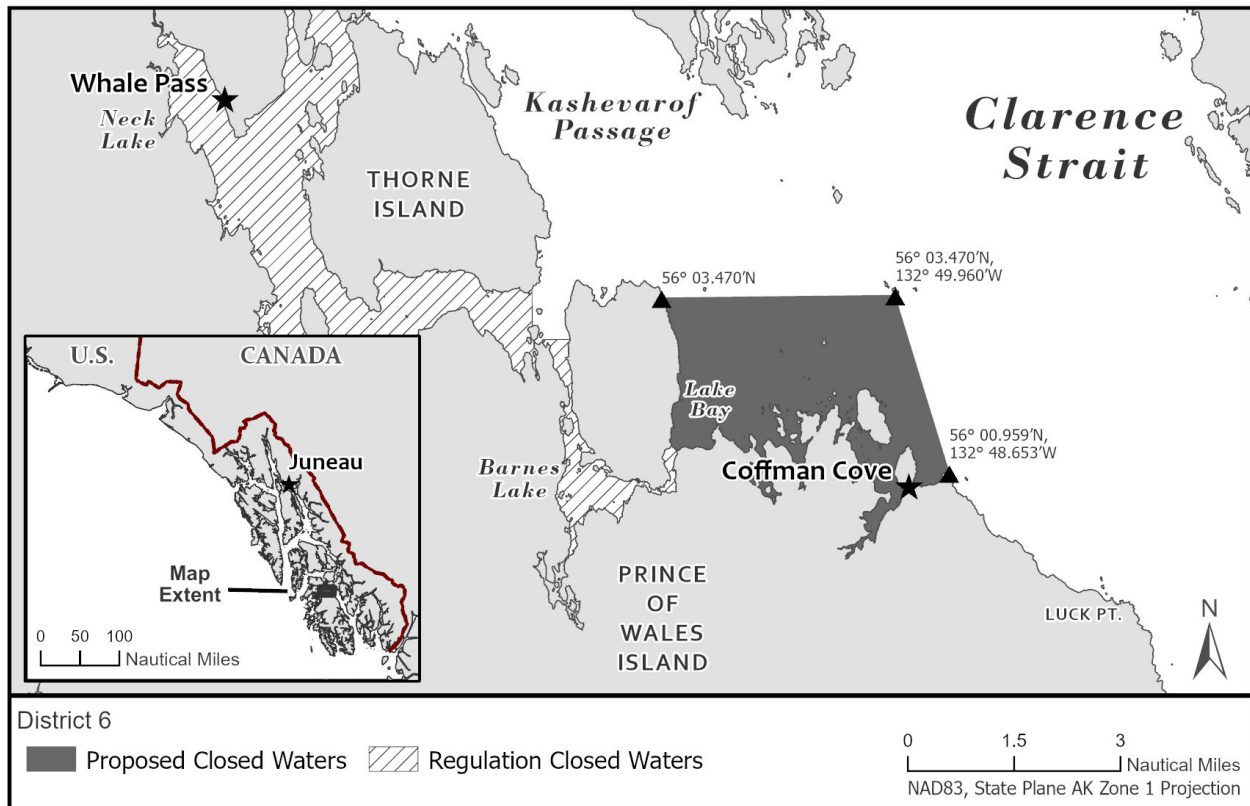 Whale Pass
Neck
Lake
Kashevarof
Passage
Clarence
Strait
THORNE
ISLAND
56° 03.470'N
56° 03.470'N,
132° 49.960'W
Lake
Bay
56° 00.959'N,
132° 48.653'W
Coffman Cove
Barnes
Lake
PRINCE
OF
WALES
ISLAND
LUCK PT.
N
U.S.
CANADA
Juneau
Map
Extent
0 50 100
Nautical Miles
District 6
Proposed Closed Waters
Regulation Closed Waters
0 1.5 3
Nautical Miles
NAD83, State Plane AK Zone 1 Projection